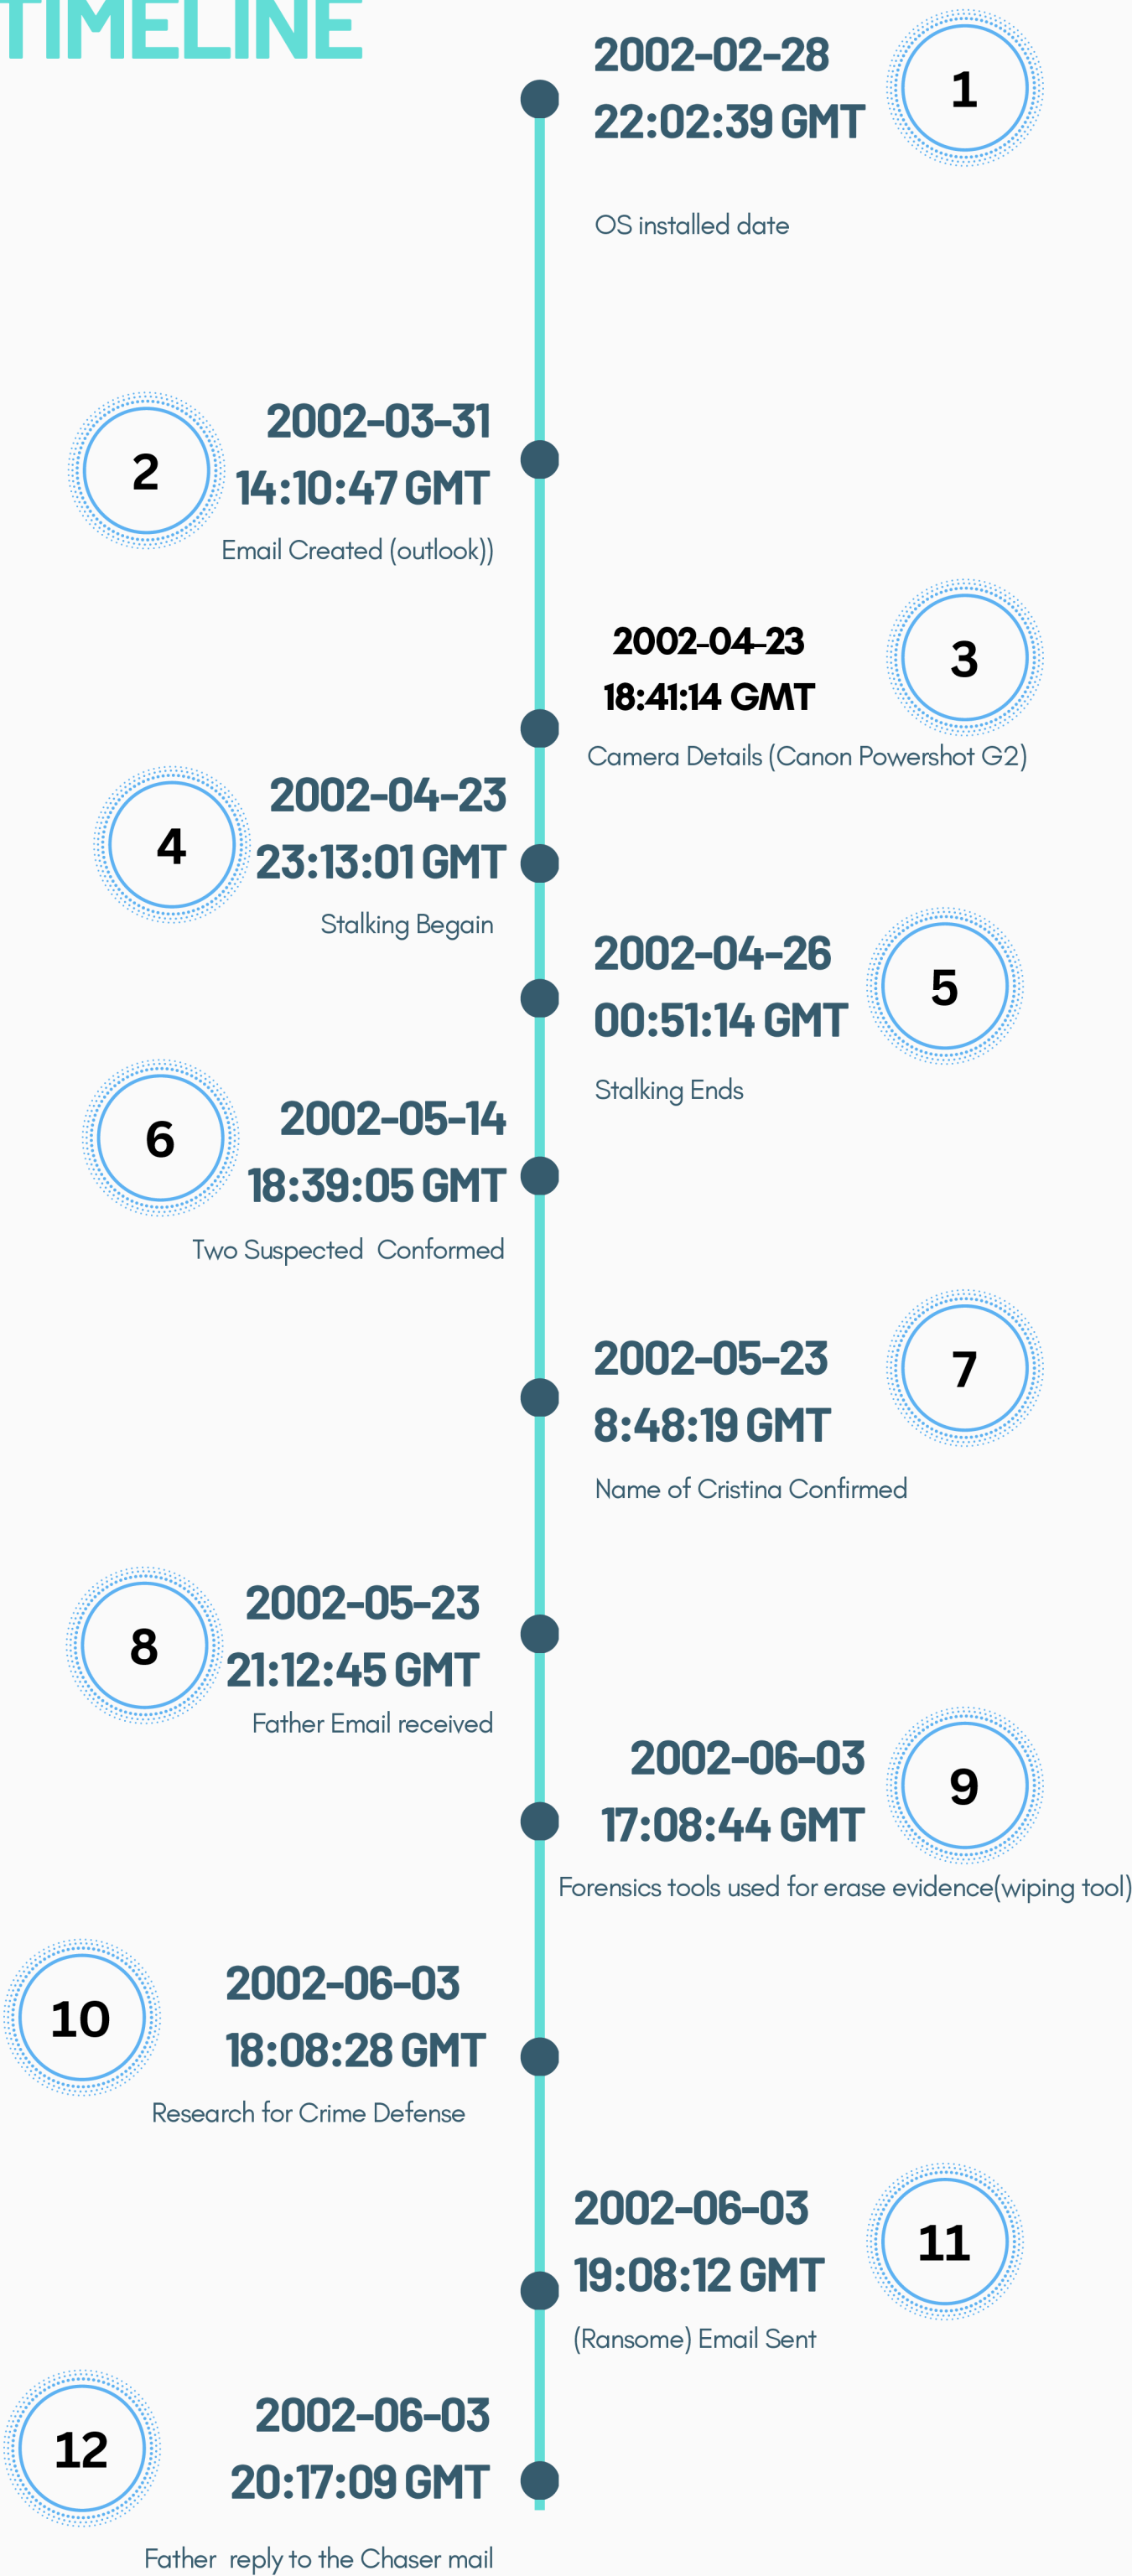 TIMELINE
2002-02-28
22:02:39 GMT
1
OS installed date
2002-03-31
14:10:47 GMT
2
Email Created (outlook))
2002-04-23
18:41:14 GMT
3
Camera Details (Canon Powershot G2)
2002-04-23
23:13:01 GMT
4
Stalking Begain
2002-04-26
00:51:14 GMT
5
Stalking Ends
2002-05-14
18:39:05 GMT
6
Two Suspected Conformed
2002-05-23
8:48:19 GMT
7
Name of Cristina Confirmed
2002-05-23
21:12:45 GMT
8
Father Email received
2002-06-03
17:08:44 GMT
9
Forensics tools used for erase evidence(wiping tool)
2002-06-03
18:08:28 GMT
10
Research for Crime Defense
2002-06-03
19:08:12 GMT
11
(Ransome) Email Sent
2002-06-03
20:17:09 GMT
12
Father reply to the Chaser mail